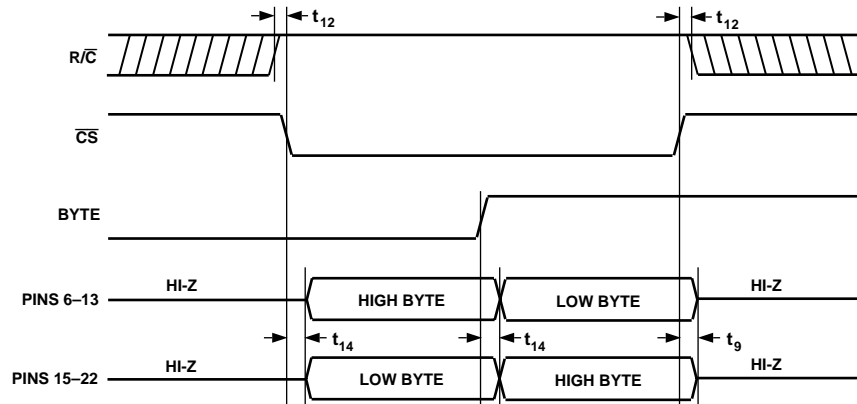 t12 t12
R/C̅
C̅S̅
BYTE
HI-Z HI-Z
PINS 6–13 HIGH BYTE LOW BYTE
t14 t14 t9
HI-Z HI-Z
PINS 15–22 LOW BYTE HIGH BYTE